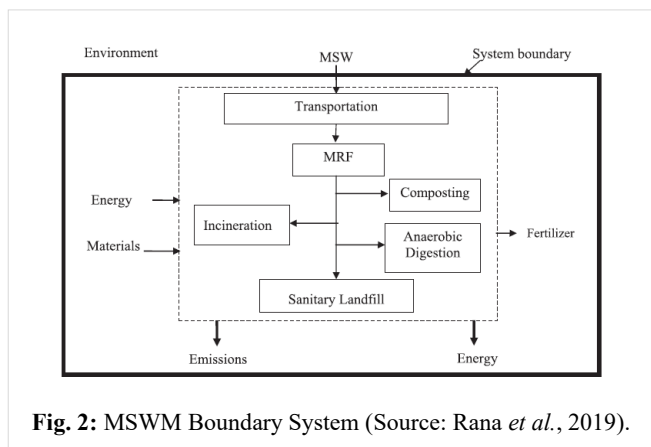 Environment
MSW
System boundary
Transportation
MRF
Composting
Energy
Incineration
Anaerobic
Digestion
Fertilizer
Materials
Sanitary Landfill
Emissions
Energy
Fig. 2: MSWM Boundary System (Source: Rana et al., 2019).